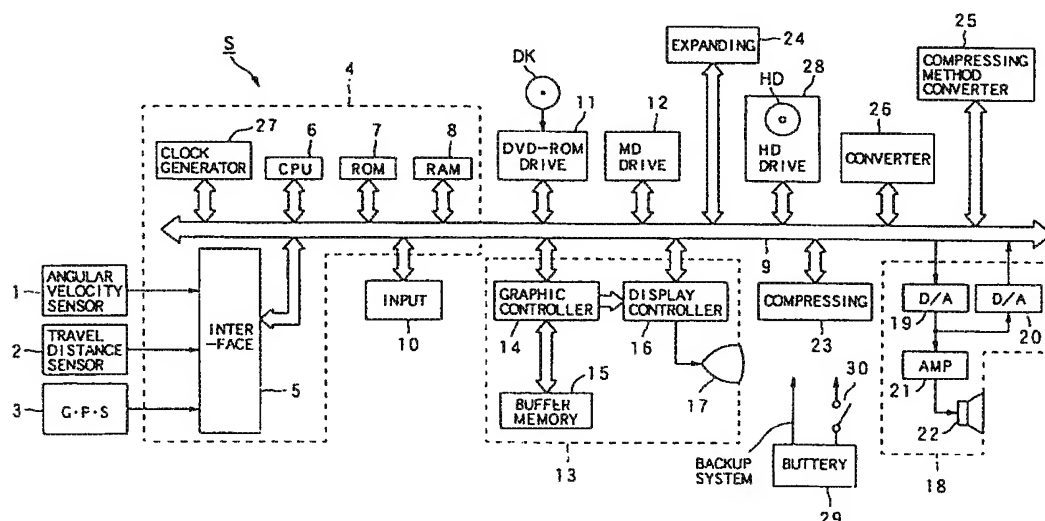 S
4
27
CLOCK
GENERATOR
6
CPU
7
ROM
8
RAM
DK
11
DVD-ROM
DRIVE
12
MD
DRIVE
EXPANDING
24
28
HD
HD
DRIVE
26
CONVERTER
25
COMPRESSING
METHOD
CONVERTER
9
1
ANGULAR
VELOCITY
SENSOR
2
TRAVEL
DISTANCE
SENSOR
3
G·P·S
INTER
-FACE
5
INPUT
10
GRAPHIC
CONTROLLER
14
DISPLAY
CONTROLLER
16
15
BUFFER
MEMORY
17
13
COMPRESSING
23
30
BACKUP
SYSTEM
BUTTERY
29
D/A
19
D/A
20
AMP
21
22
18